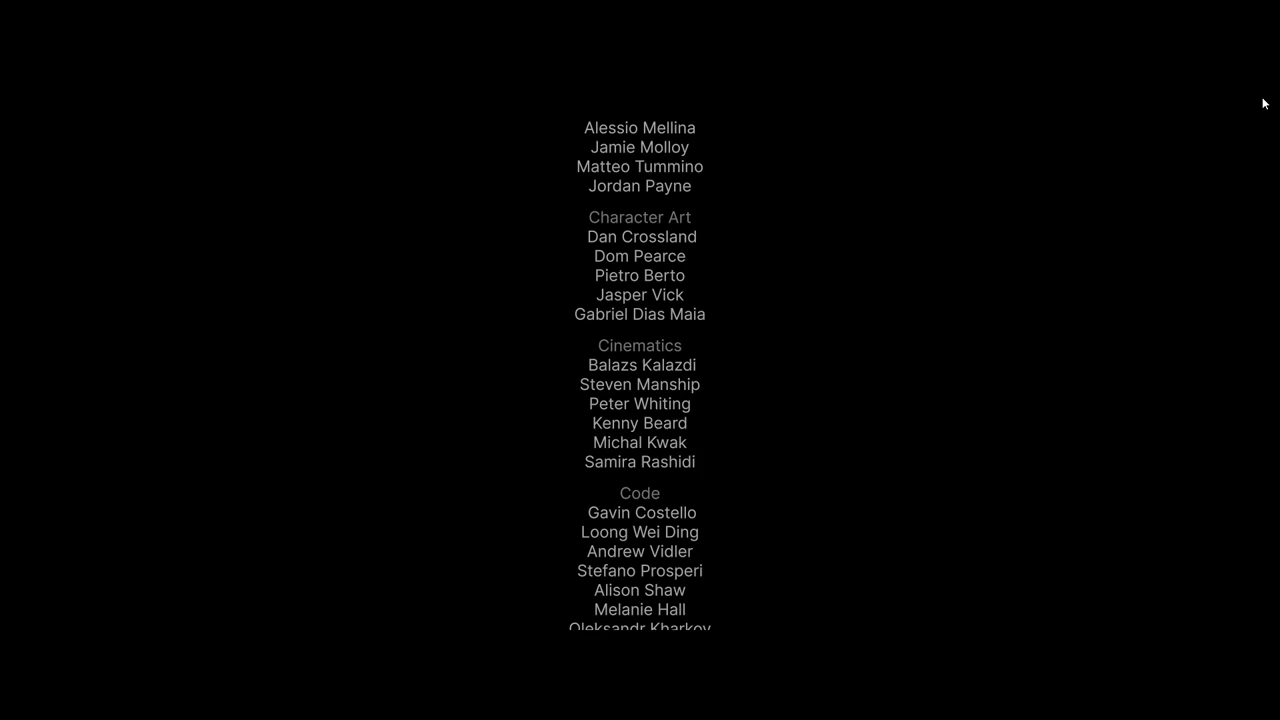 Alessio Mellina
Jamie Molloy
Matteo Tummino
Jordan Payne
Character Art
Dan Crossland
Dom Pearce
Pietro Berto
Jasper Vick
Gabriel Dias Maia
Cinematics
Balazs Kalazdi
Steven Manship
Peter Whiting
Kenny Beard
Michal Kwak
Samira Rashidi
Code
Gavin Costello
Loong Wei Ding
Andrew Vidler
Stefano Prosperi
Alison Shaw
Melanie Hall
Oleksandr Kharkov